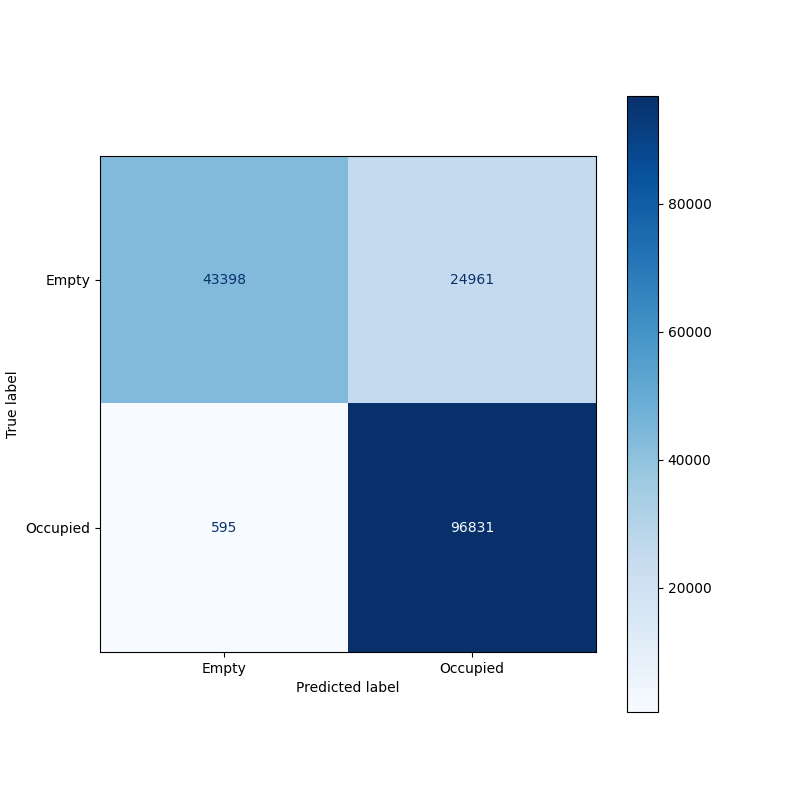 80000
60000
40000
20000
True label
Empty
43398
24961
Occupied
595
96831
Empty
Occupied
Predicted label